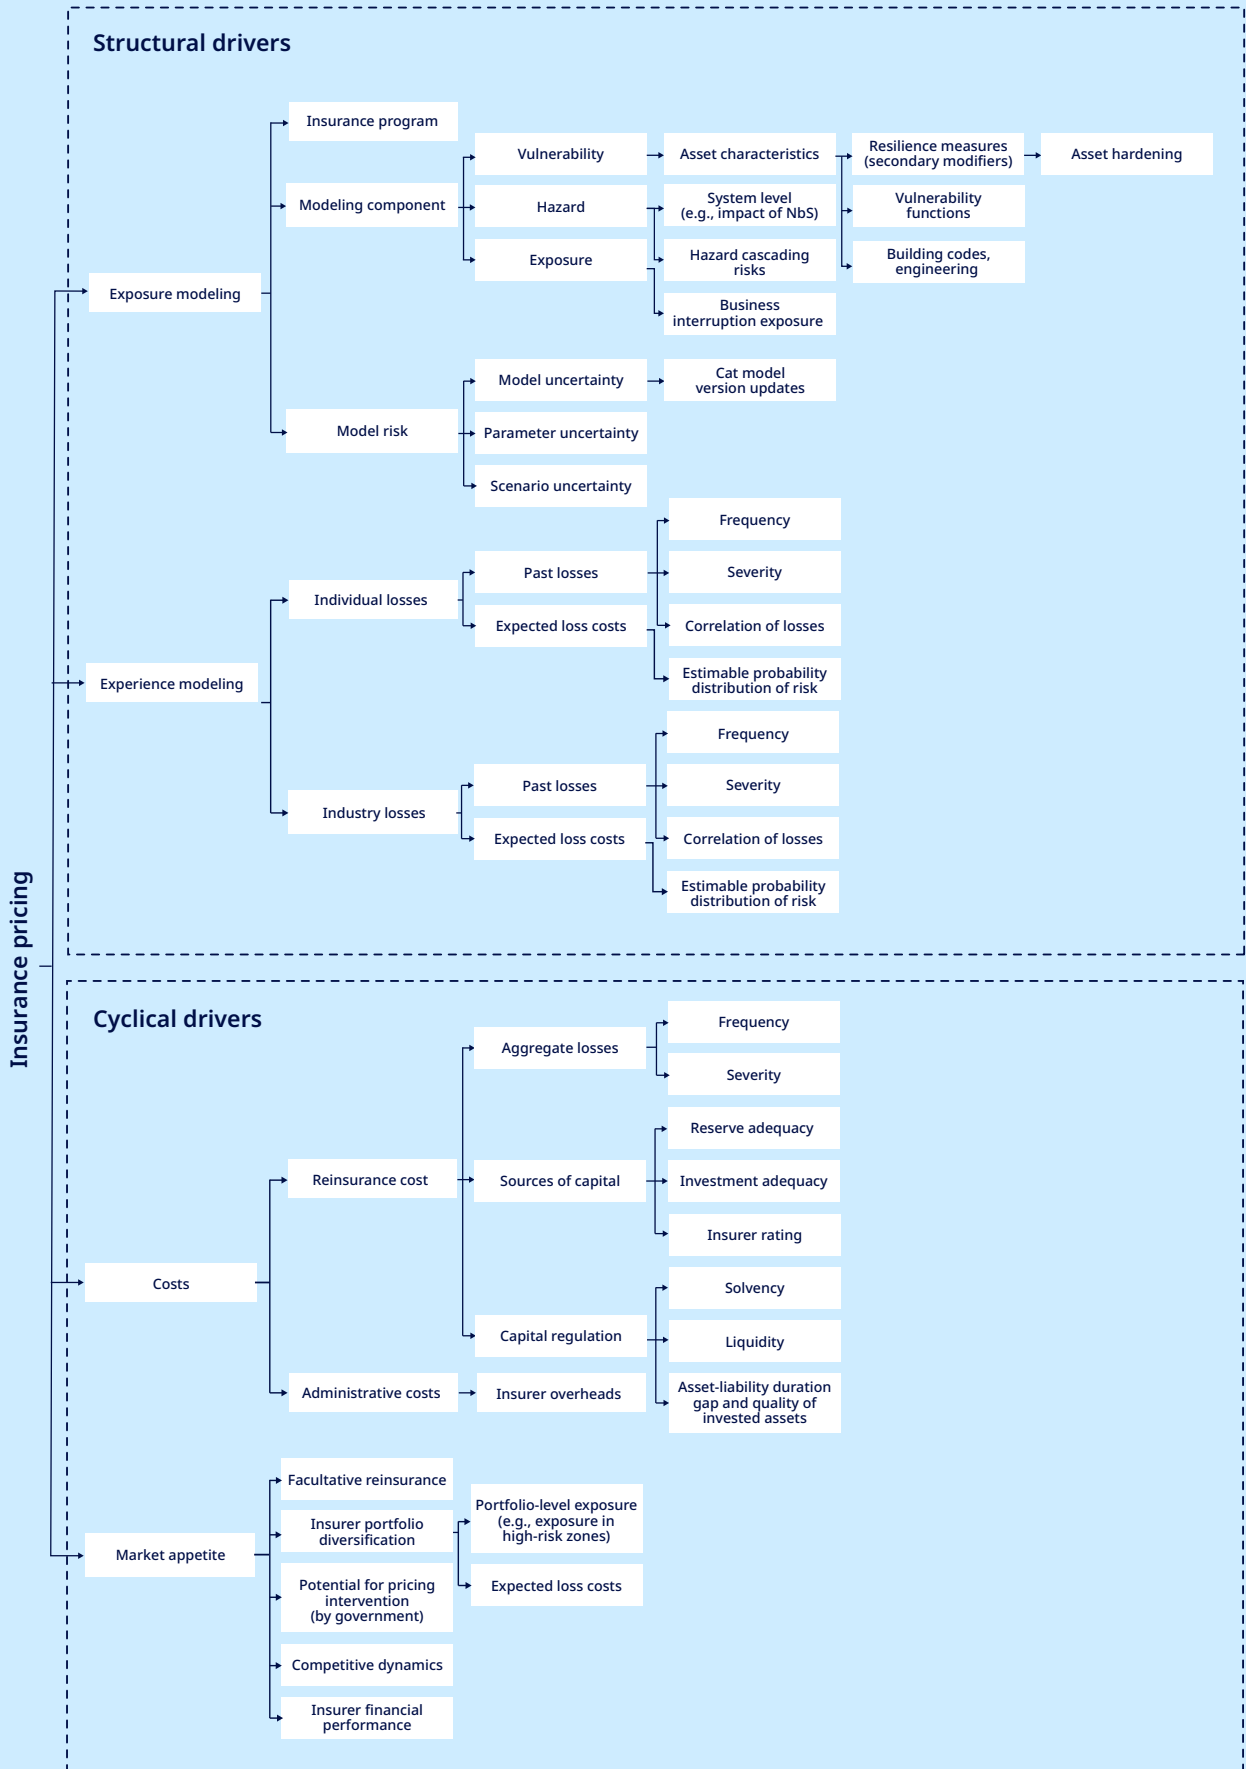 Insurance pricing
Structural drivers
Exposure modeling
Insurance program
Modeling component
Vulnerability
Asset characteristics
Resilience measures
(secondary modifiers)
Asset hardening
Vulnerability
functions
Building codes,
engineering
Hazard
System level
(e.g., impact of NbS)
Hazard cascading
risks
Exposure
Business
interruption exposure
Model risk
Model uncertainty
Cat model
version updates
Parameter uncertainty
Scenario uncertainty
Experience modeling
Individual losses
Past losses
Frequency
Severity
Correlation of losses
Expected loss costs
Estimable probability
distribution of risk
Industry losses
Past losses
Frequency
Severity
Correlation of losses
Expected loss costs
Estimable probability
distribution of risk
Cyclical drivers
Costs
Reinsurance cost
Aggregate losses
Frequency
Severity
Sources of capital
Reserve adequacy
Investment adequacy
Insurer rating
Capital regulation
Solvency
Liquidity
Asset-liability duration
gap and quality of
invested assets
Administrative costs
Insurer overheads
Market appetite
Facultative reinsurance
Insurer portfolio
diversification
Portfolio-level exposure
(e.g., exposure in
high-risk zones)
Expected loss costs
Potential for pricing
intervention
(by government)
Competitive dynamics
Insurer financial
performance